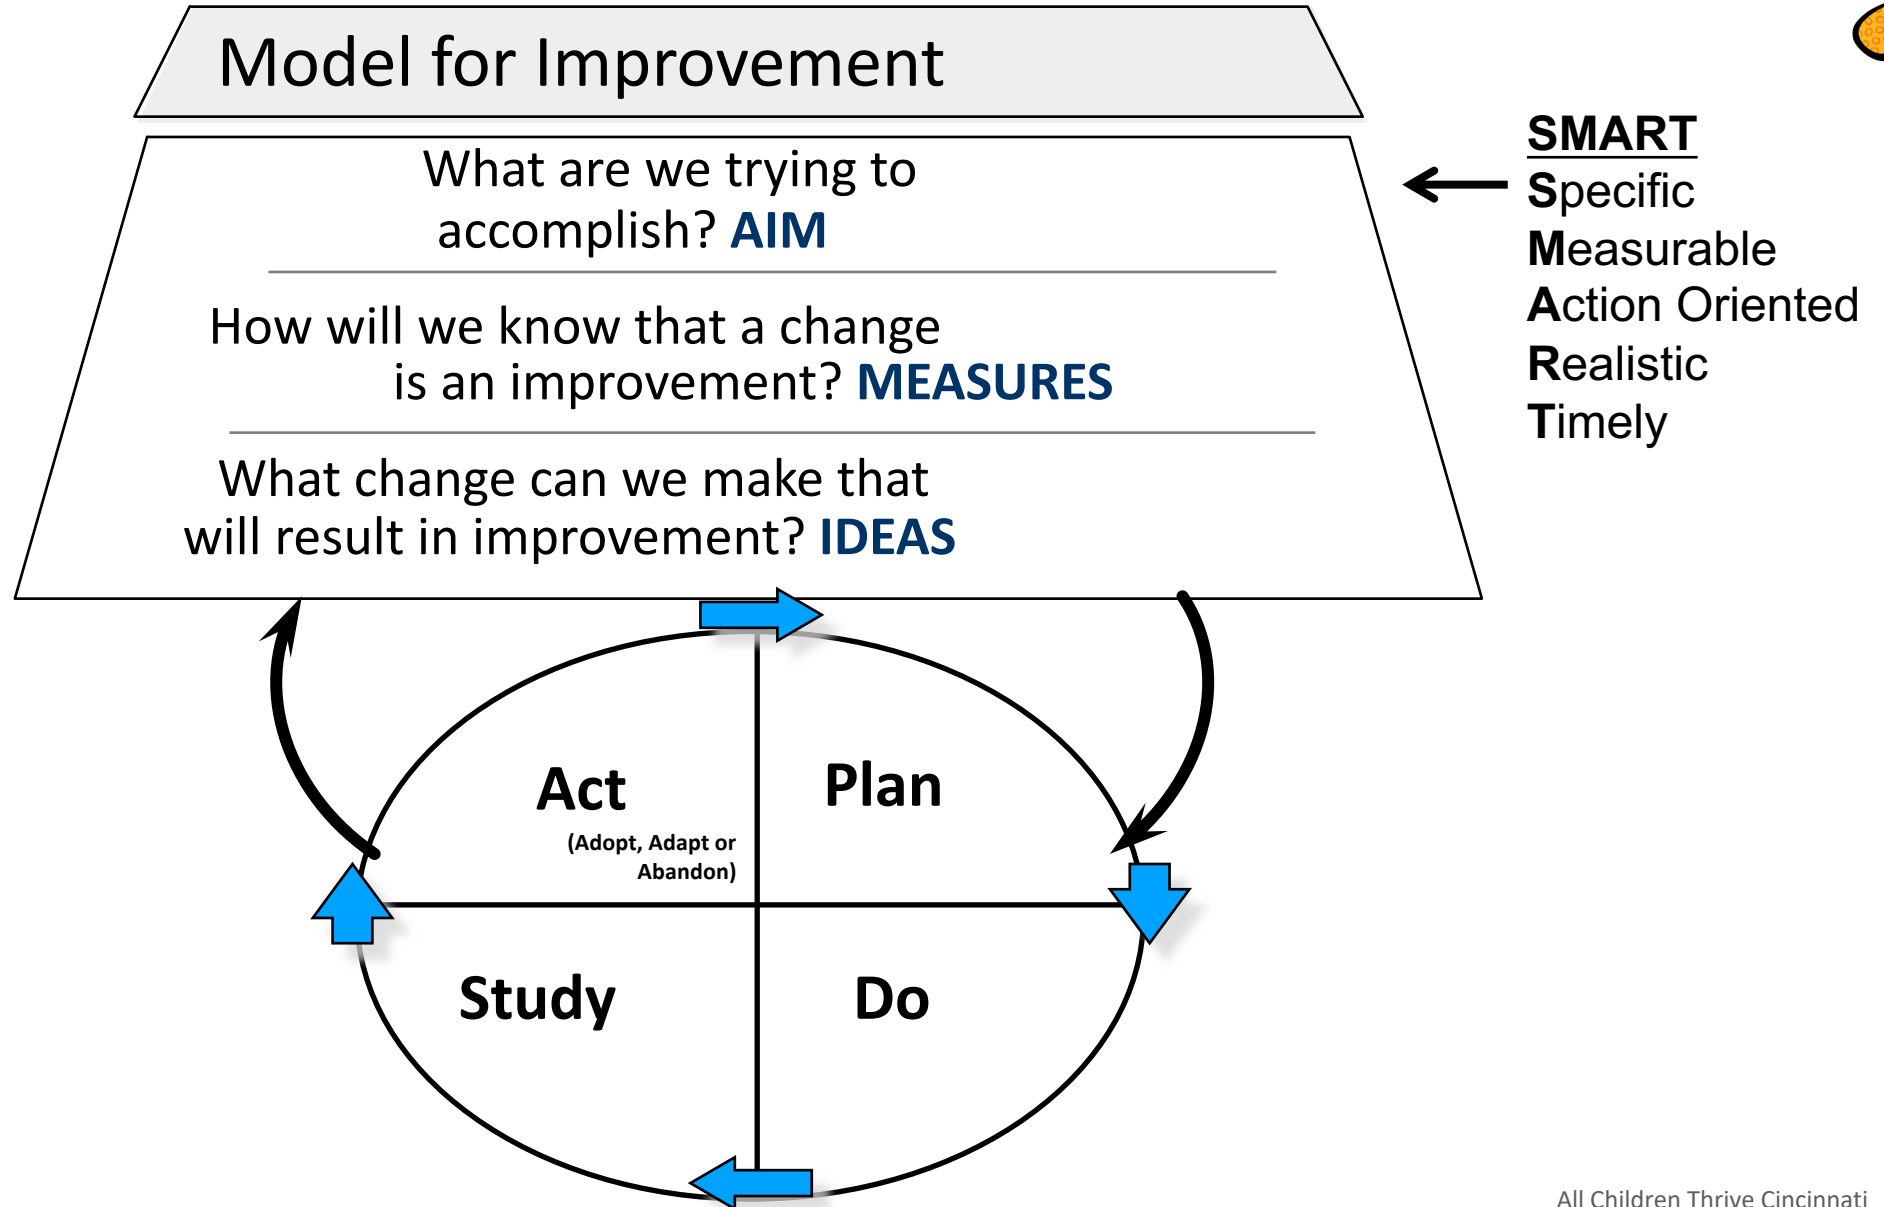 Model for Improvement
What are we trying to
accomplish? AIM
How will we know that a change
is an improvement? MEASURES
What change can we make that
will result in improvement? IDEAS
SMART
Specific
Measurable
Action Oriented
Realistic
Timely
Act
(Adopt, Adapt or
Abandon)
Plan
Study
Do
All Children Thrive Cincinnati